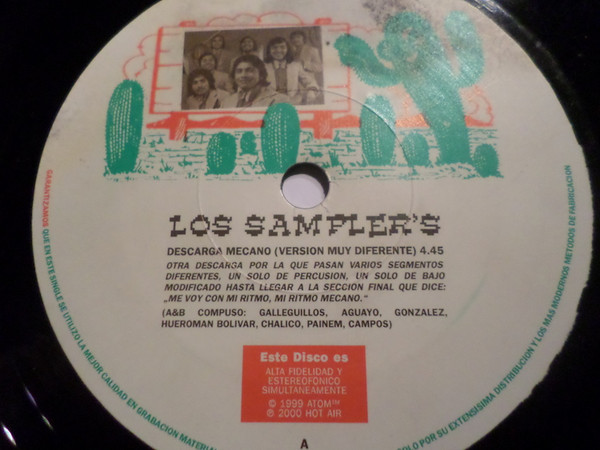 LOS SAMPLER'S
DESCARGA MECANO (VERSION MUY DIFERENTE) 4.45
OTRA DESCANGA POR LA QUE PASAN VARIOS SEGMENTOS
DIFERENTES, UN SOLO DE PERCUSION, UN SOLO DE BAJO
MODIFICADO HASTA LLEGAR A LA SECCIÓN FINAL QUE DICE:
„ME VOY CON MI RITMO, MI RITMO MECANO."
(A&B COMPUSO: GALLEGUILLOS, AGUAYO, GONZALEZ,
HUEROMAN BOLIVAR, CHALICO, PAINEM, CAMPOS)
Este Disco es
ALTA FIDELIDAD Y
ESTEREOFONICO
SIMULTANEAMENTE
© 1999 ATOM™
℗ 2000 HOT AIR
A
GARANTIZAMOS QUE EN ESTE SINGLE SE UTILIZO LA MEJOR CALIDAD EN GRABACION MATERIA
SOLO POR SU EXTENSISIMA DISTRIBUCION Y LOS MAS MODERNOS METODOS DE FABRICACION